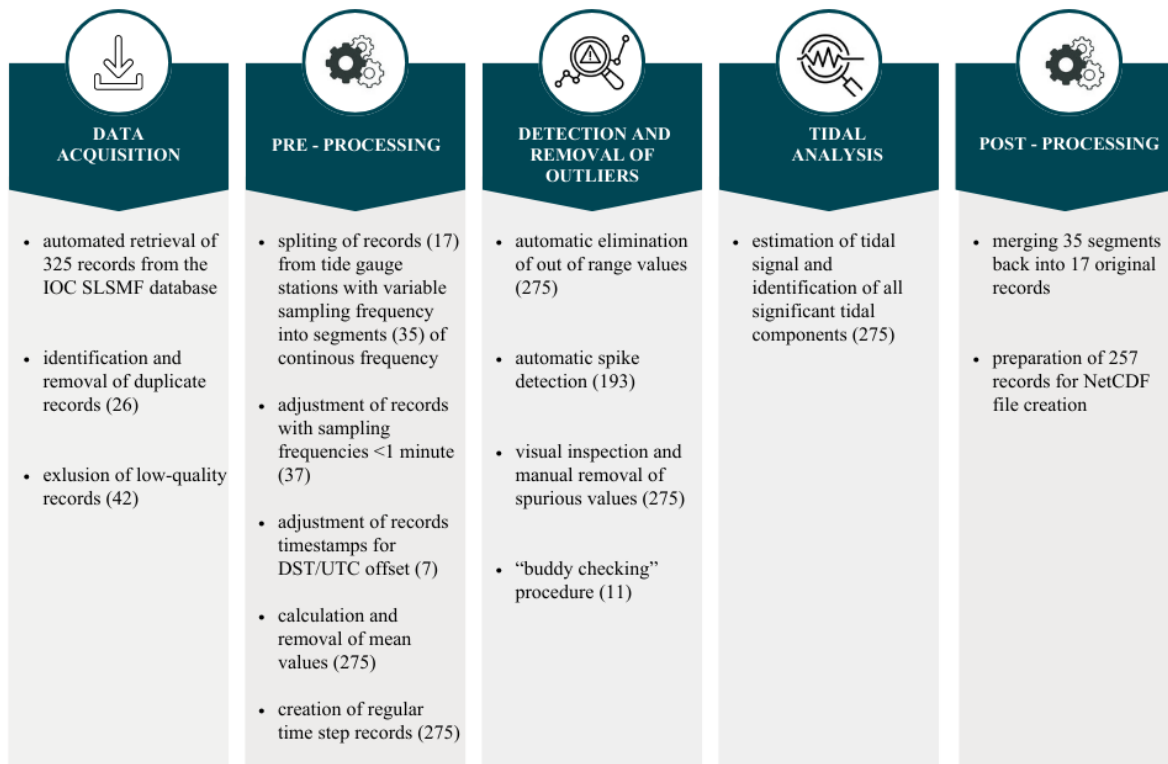 DATA
ACQUISITION
• automated retrieval of
325 records from the
IOC SLSMF database
• identification and
removal of duplicate
records (26)
• exlusion of low-quality
records (42)
PRE - PROCESSING
• spliting of records (17)
from tide gauge
stations with variable
sampling frequency
into segments (35) of
continous frequency
• adjustment of records
with sampling
frequencies <1 minute
(37)
• adjustment of records
timestamps for
DST/UTC offset (7)
• calculation and
removal of mean
values (275)
• creation of regular
time step records (275)
DETECTION AND
REMOVAL OF
OUTLIERS
• automatic elimination
of out of range values
(275)
• automatic spike
detection (193)
• visual inspection and
manual removal of
spurious values (275)
• “buddy checking”
procedure (11)
TIDAL
ANALYSIS
• estimation of tidal
signal and
identification of all
significant tidal
components (275)
POST - PROCESSING
• merging 35 segments
back into 17 original
records
• preparation of 257
records for NetCDF
file creation